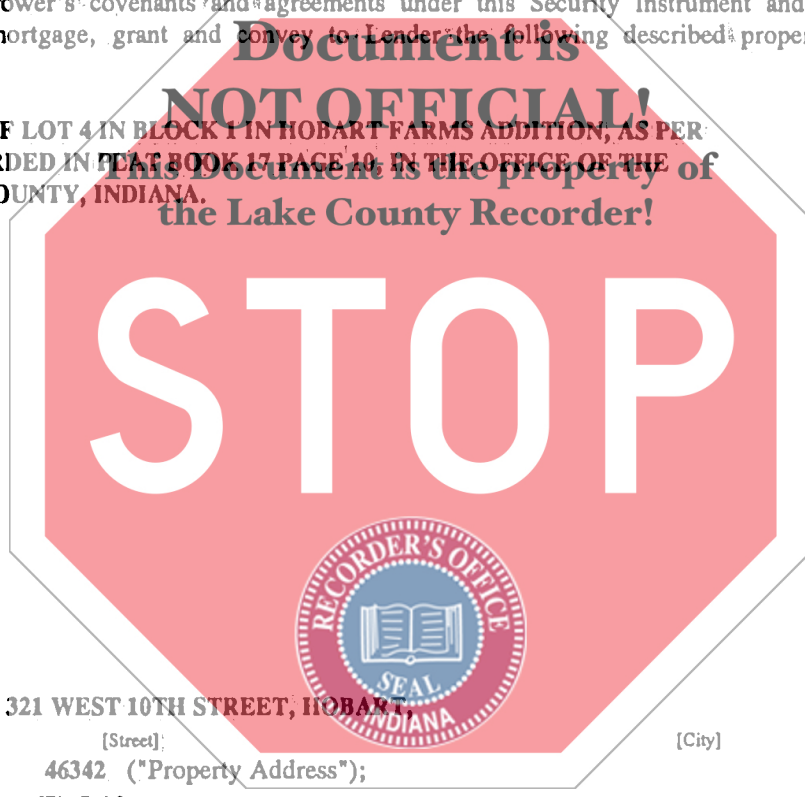 ower's covenants and agreements under this Security Instrument and
nortgage, grant and convey to Lender the following described proper
Document is
NOT OFFICIAL!
F LOT 4 IN BLOCK 1 IN HOBART FARMS ADDITION, AS PER
RDED IN PLAT BOOK 17 PAGE 10, IN THE OFFICE OF THE
This Document is the property of
OUNTY, INDIANA.
the Lake County Recorder!
STOP
RECORDER'S OFFICE
SEAL
INDIANA
321 WEST 10TH STREET, HOBART,
[Street]
[City]
46342 ("Property Address");